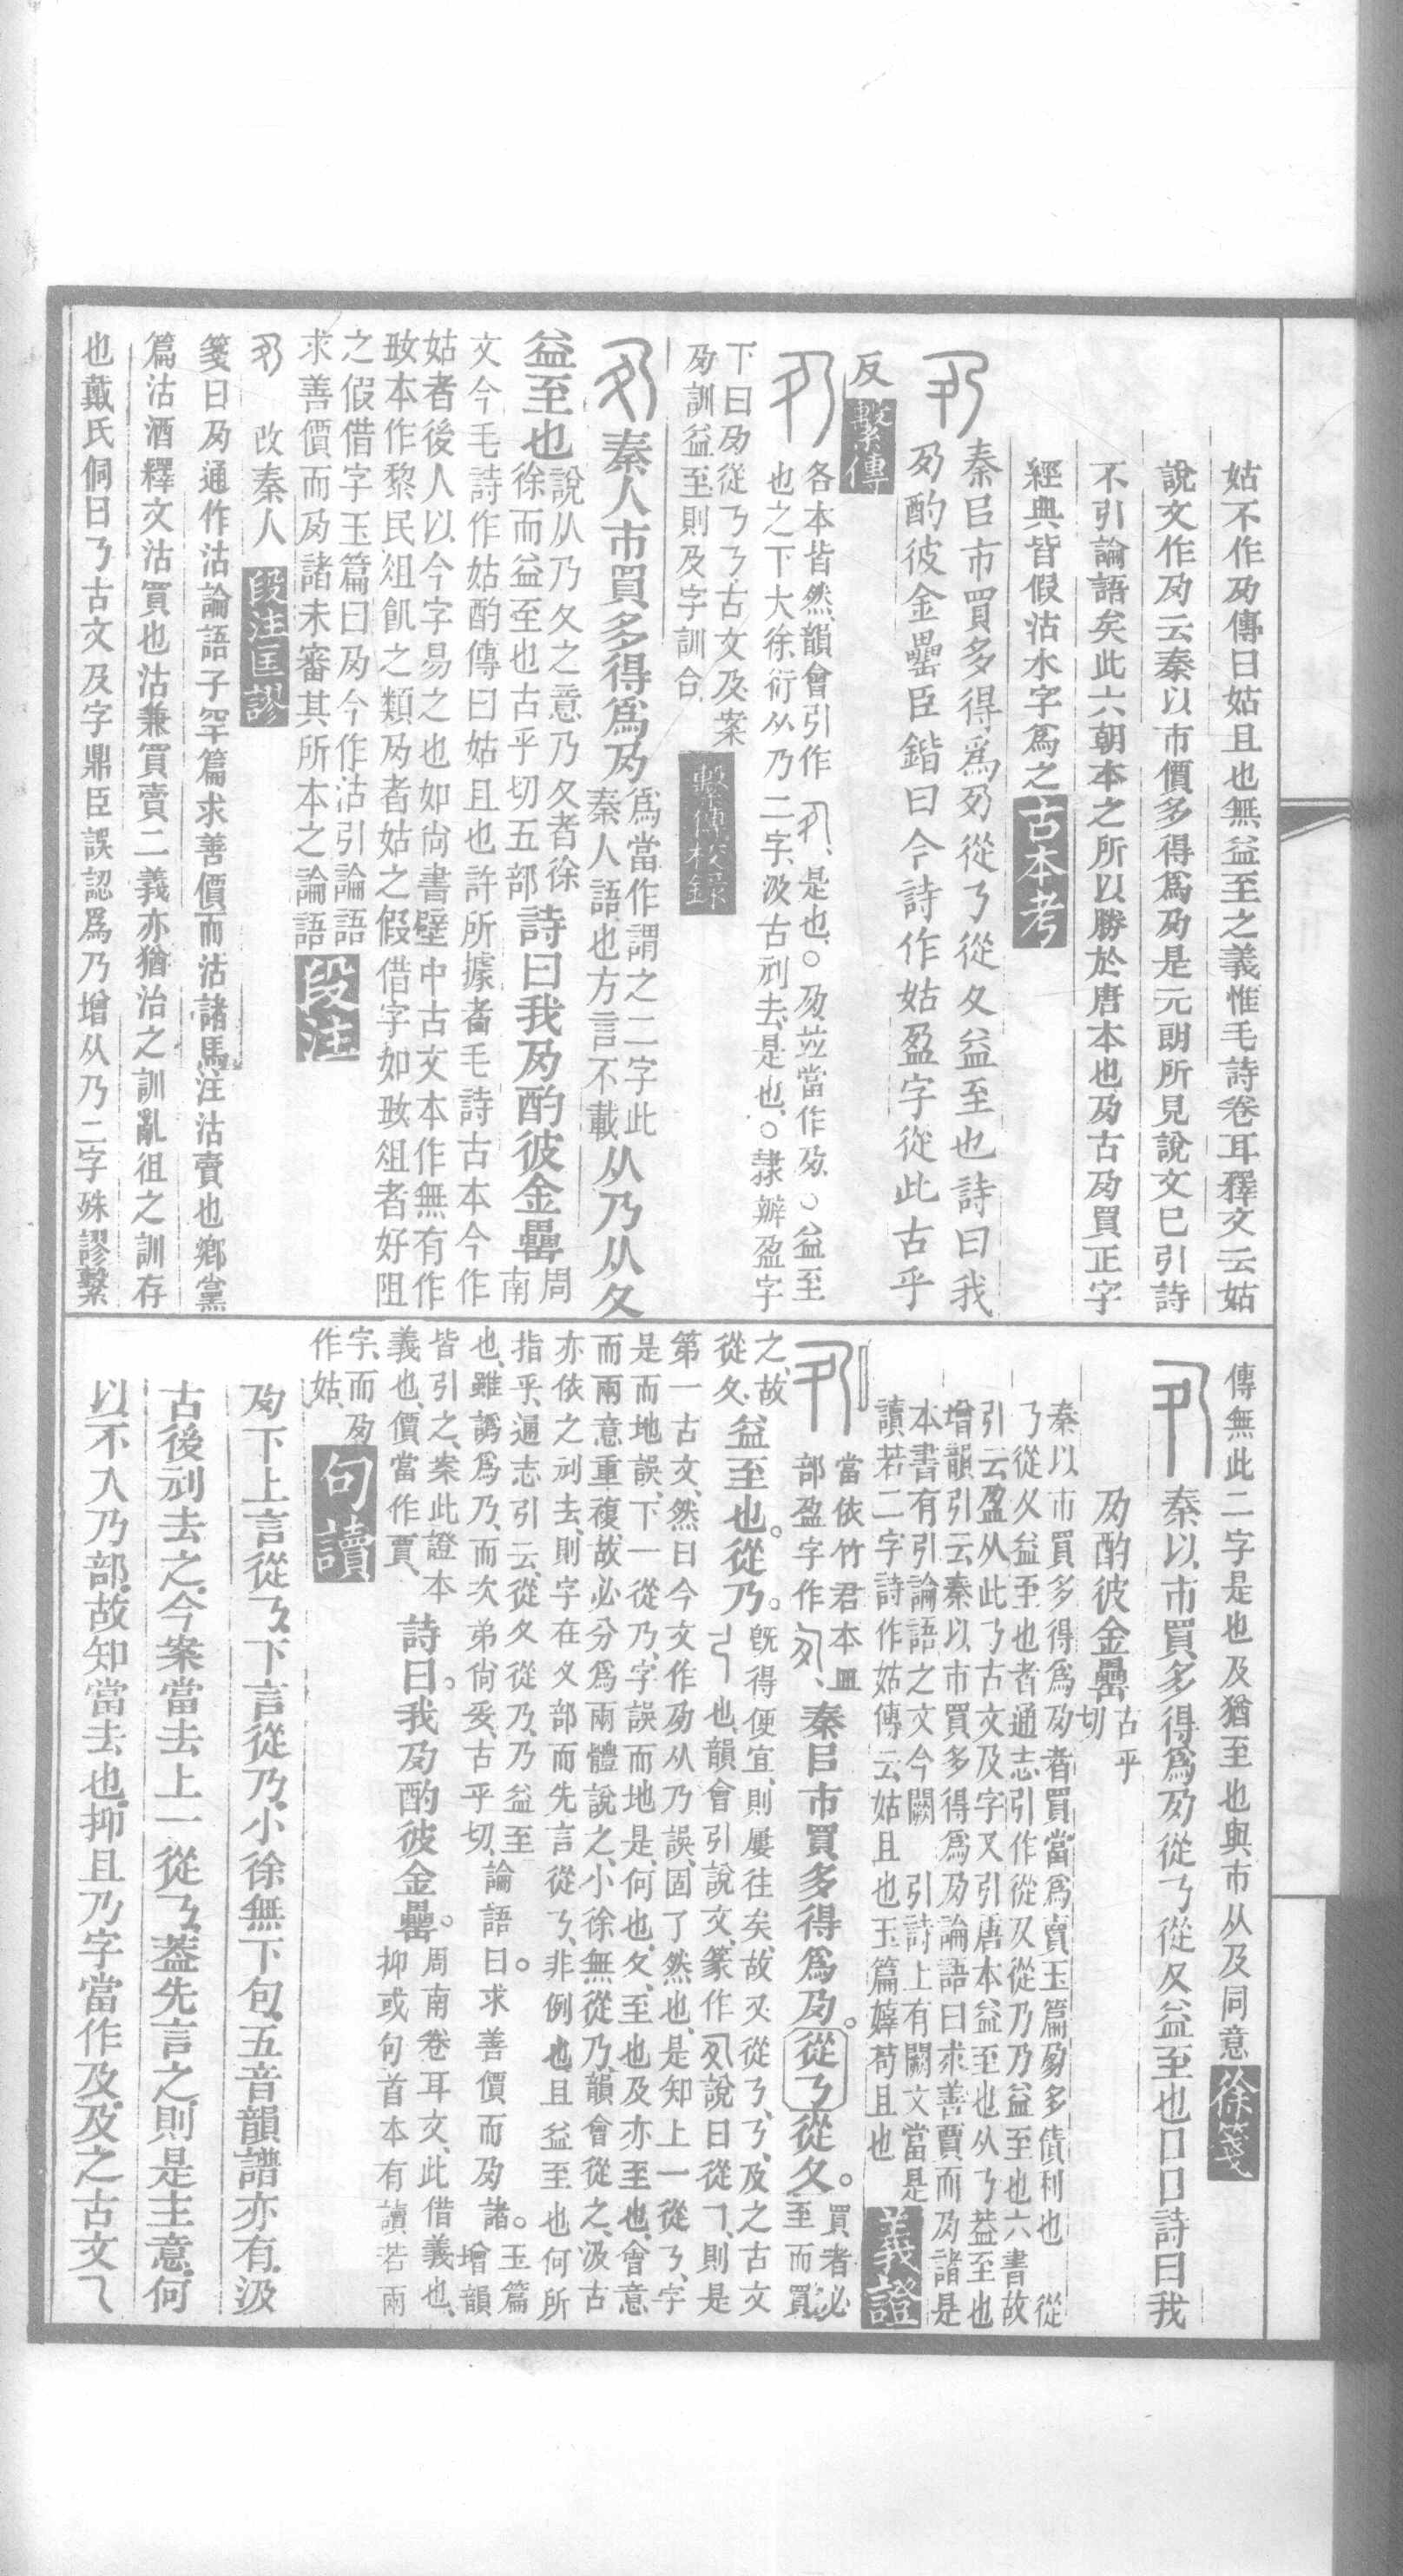 姑不作夃傳曰姑且也無益至之義惟毛詩卷耳釋文云姑
說文作夃云秦以市價多得爲夃是元朗所見說文巳引詩
不引論語矣此六朝本之所以勝於唐本也夃古夃買正字
經典皆假沽水字爲之古本考
秦㠯市買多得爲夃從㇋從夂益至也詩曰我
夃酌彼金罍臣鍇曰今詩作姑盈字從此古乎
反繫傳
各本皆然韻會引作 是也○夃竝當作夃○益至
也之下大徐衍从乃二字汲古刓去是也○隸辦盈字
下曰夃從㇋㇋古文及案
夃訓益至則及字訓合繫傳校錄
秦人市買多得爲夃爲當作謂之二字此
秦人語也方言不載从乃从夂
益至也說从乃夂之意乃夂者徐
徐而益至也古乎切五部詩曰我夃酌彼金罍周
南
文今毛詩作姑酌傳曰姑且也許所據者毛詩古本今作
姑者後人以今字易之也如尚書壁中古文本作無有作
㪅本作黎民俎飢之類夃者姑之假借字如㪅俎者好阻
之假借字玉篇曰夃今作沽引論語
求善價而夃諸未審其所本之論語段注
夃 改秦人段注匡謬
箋曰夃通作沽論語子罕篇求善價而沽諸馬注沽賣也鄉黨
篇沽酒釋文沽買也沽兼買賣二義亦猶治之訓亂徂之訓存
也戴氏侗曰㇋古文及字鼎臣誤認爲乃增从乃二字殊謬繫
傳無此二字是也及猶至也與市从及同意徐箋
秦以市買多得爲夃從㇋從夂益至也口口詩曰我
夃酌彼金罍古乎
切
秦以市買多得爲夃者買當爲賣玉篇夃多債利也 從
㇋從夂益至也者通志引作從又從乃乃益至也六書故
引云盈从此㇋古文及字又引唐本益至也从㇋葢至也
增韻引云秦以市買多得爲夃論語曰求善賈而夃諸是
本書有引論語之文今闕 引詩上有闕文當是
讀若二字詩作姑傳云姑且也玉篇嫴苟且也義證
當依竹君本皿
部盈字作 秦㠯市買多得爲夃從㇋從夂買者必
至而買
之故
從夂益至也從乃旣得便宜則屢往矣故又從㇋㇋及之古文
也韻會引說文篆作 說曰從㇕則是
第一古文然曰今文作夃从乃誤固了然也是知上一從㇋字
是而地誤下一從乃字誤而地是何也夂至也及亦至也會意
而兩意重複故必分爲兩體說之小徐無從乃韻會從之汲古
亦依之刓去則字在夂部而先言從㇋非例也且益至也何所
指乎通志引云從夂從乃乃益至
也雖譌爲乃而次弟尙妥古乎切論語曰求善價而夃諸玉篇
增韻
皆引之案此證本
義也價當作賈詩曰我夃酌彼金罍周南卷耳文此借義也
抑或句首本有讀若兩
字而夃
作姑句讀
夃下上言從㇋下言從乃小徐無下句五音韻譜亦有汲
古後刓去之今案當去上一從㇋葢先言之則是主意何
以不入乃部故知當去也抑且乃字當作及及之古文㇋